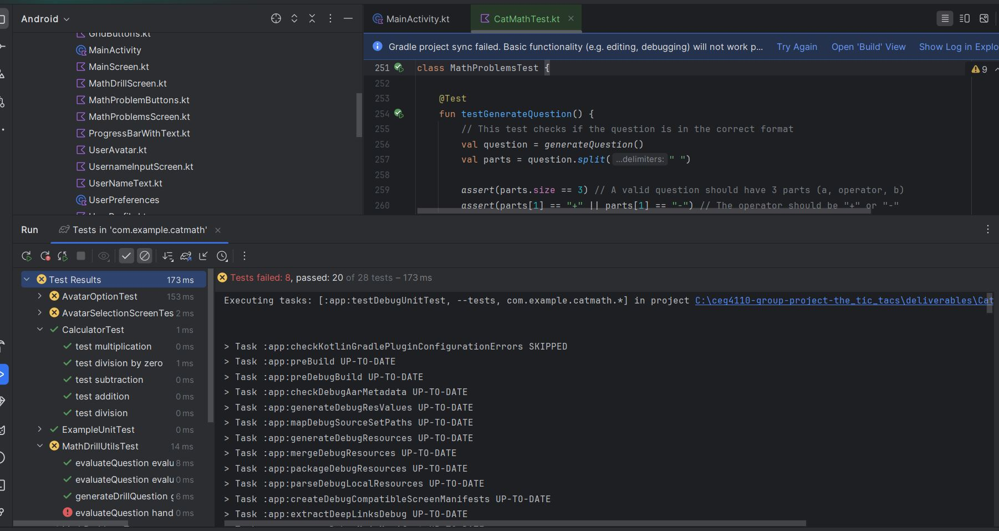 Android
MainActivity.kt
CatMathTest.kt
GridButtons.kt
MainActivity
MainScreen.kt
MathDrillScreen.kt
MathProblemButtons.kt
MathProblemsScreen.kt
ProgressBarWithText.kt
UserAvatar.kt
UsernameInputScreen.kt
UserNameText.kt
UserPreferences
Gradle project sync failed. Basic functionality (e.g. editing, debugging) will not work p... Try Again Open 'Build' View Show Log in Explo
251 class MathProblemsTest { 9
252
253 @Test
254 fun testGenerateQuestion() {
255 // This test checks if the question is in the correct format
256 val question = generateQuestion()
257 val parts = question.split( ...delimiters: " ")
258
259 assert(parts.size == 3) // A valid question should have 3 parts (a, operator, b)
260 assert(parts[1] == "+" || parts[1] == "-") // The operator should be "+" or "-"
Run Tests in 'com.example.catmath'
Test Results 173 ms
AvatarOptionTest 153 ms
AvatarSelectionScreenTes 2 ms
CalculatorTest 1 ms
test multiplication 0 ms
test division by zero 1 ms
test subtraction 0 ms
test addition 0 ms
test division 0 ms
ExampleUnitTest 0 ms
MathDrillUtilsTest 14 ms
evaluateQuestion evalu 8 ms
evaluateQuestion evalu 0 ms
generateDrillQuestion g 6 ms
evaluateQuestion hand 0 ms
Tests failed: 8, passed: 20 of 28 tests – 173 ms
Executing tasks: [:app:testDebugUnitTest, --tests, com.example.catmath.*] in project C:\ceg4110-group-project-the_tic_tacs\deliverables\Cat
> Task :app:checkKotlinGradlePluginConfigurationErrors SKIPPED
> Task :app:preBuild UP-TO-DATE
> Task :app:preDebugBuild UP-TO-DATE
> Task :app:checkDebugAarMetadata UP-TO-DATE
> Task :app:generateDebugResValues UP-TO-DATE
> Task :app:mapDebugSourceSetPaths UP-TO-DATE
> Task :app:generateDebugResources UP-TO-DATE
> Task :app:mergeDebugResources UP-TO-DATE
> Task :app:packageDebugResources UP-TO-DATE
> Task :app:parseDebugLocalResources UP-TO-DATE
> Task :app:createDebugCompatibleScreenManifests UP-TO-DATE
> Task :app:extractDeepLinksDebug UP-TO-DATE